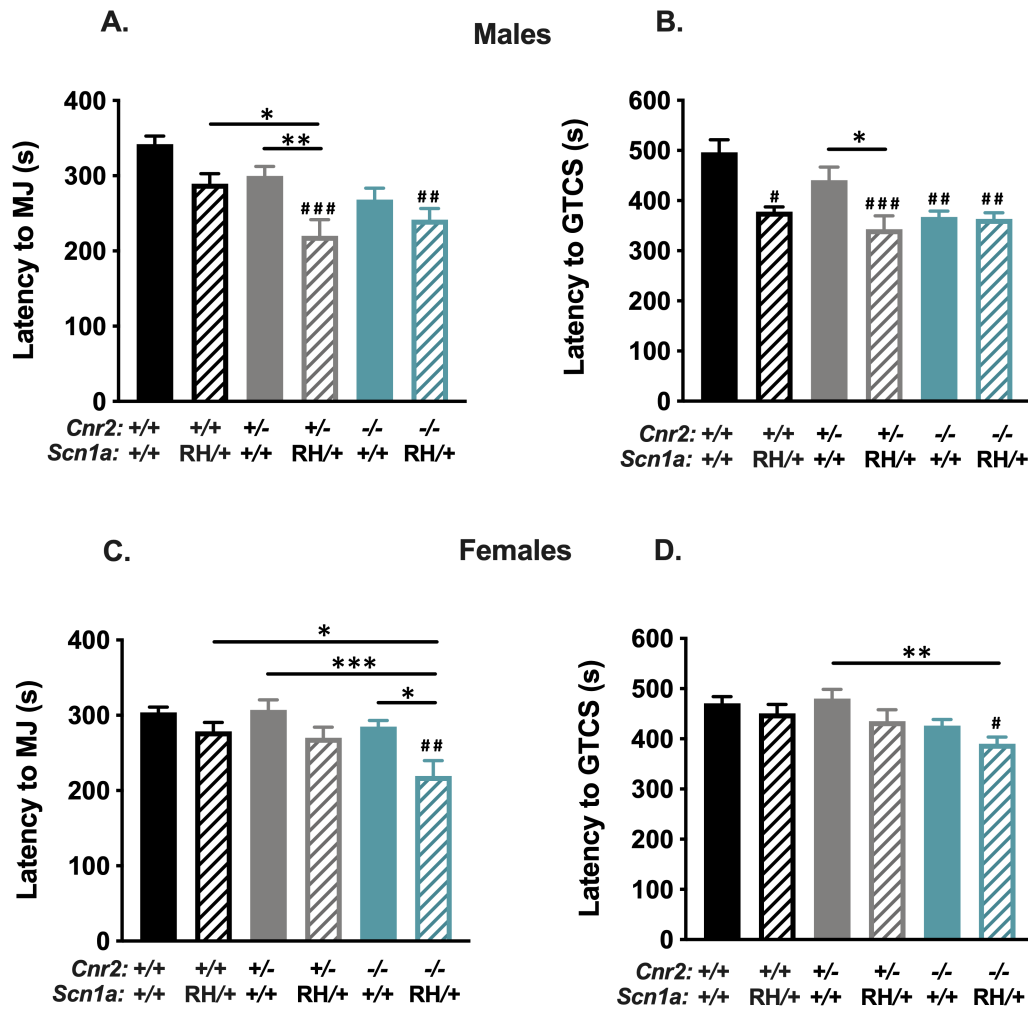 A.
Males
B.
Latency to MJ (s)
400
300
200
100
0
*
**
###
##
Cnr2: +/+ +/+ +/- +/- -/- -/-
Scn1a: +/+ RH/+ +/+ RH/+ +/+ RH/+
Latency to GTCS (s)
600
500
400
300
200
100
0
*
# ### ## ##
Cnr2: +/+ +/+ +/- +/- -/- -/-
Scn1a: +/+ RH/+ +/+ RH/+ +/+ RH/+
C.
Females
D.
Latency to MJ (s)
400
300
200
100
0
*
***
*
##
Cnr2: +/+ +/+ +/- +/- -/- -/-
Scn1a: +/+ RH/+ +/+ RH/+ +/+ RH/+
Latency to GTCS (s)
600
500
400
300
200
100
0
**
#
Cnr2: +/+ +/+ +/- +/- -/- -/-
Scn1a: +/+ RH/+ +/+ RH/+ +/+ RH/+